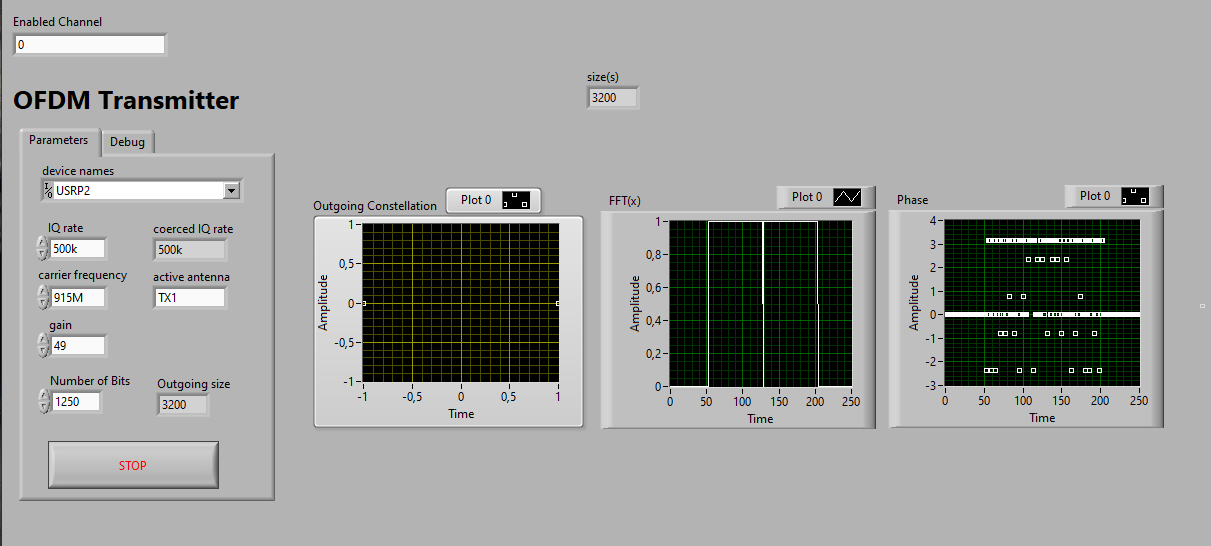 Enabled Channel
0
size(s)
3200
OFDM Transmitter
Parameters Debug
device names
I/O USRP2
IQ rate coerced IQ rate
500k 500k
carrier frequency active antenna
915M TX1
gain
49
Number of Bits Outgoing size
1250 3200
STOP
Outgoing Constellation Plot 0
Amplitude
1
0,5
0
-0,5
-1
-1 -0,5 0 0,5 1
Time
FFT(x) Plot 0
Amplitude
1
0,8
0,6
0,4
0,2
0
0 50 100 150 200 250
Time
Phase Plot 0
Amplitude
4
3
2
1
0
-1
-2
-3
0 50 100 150 200 250
Time